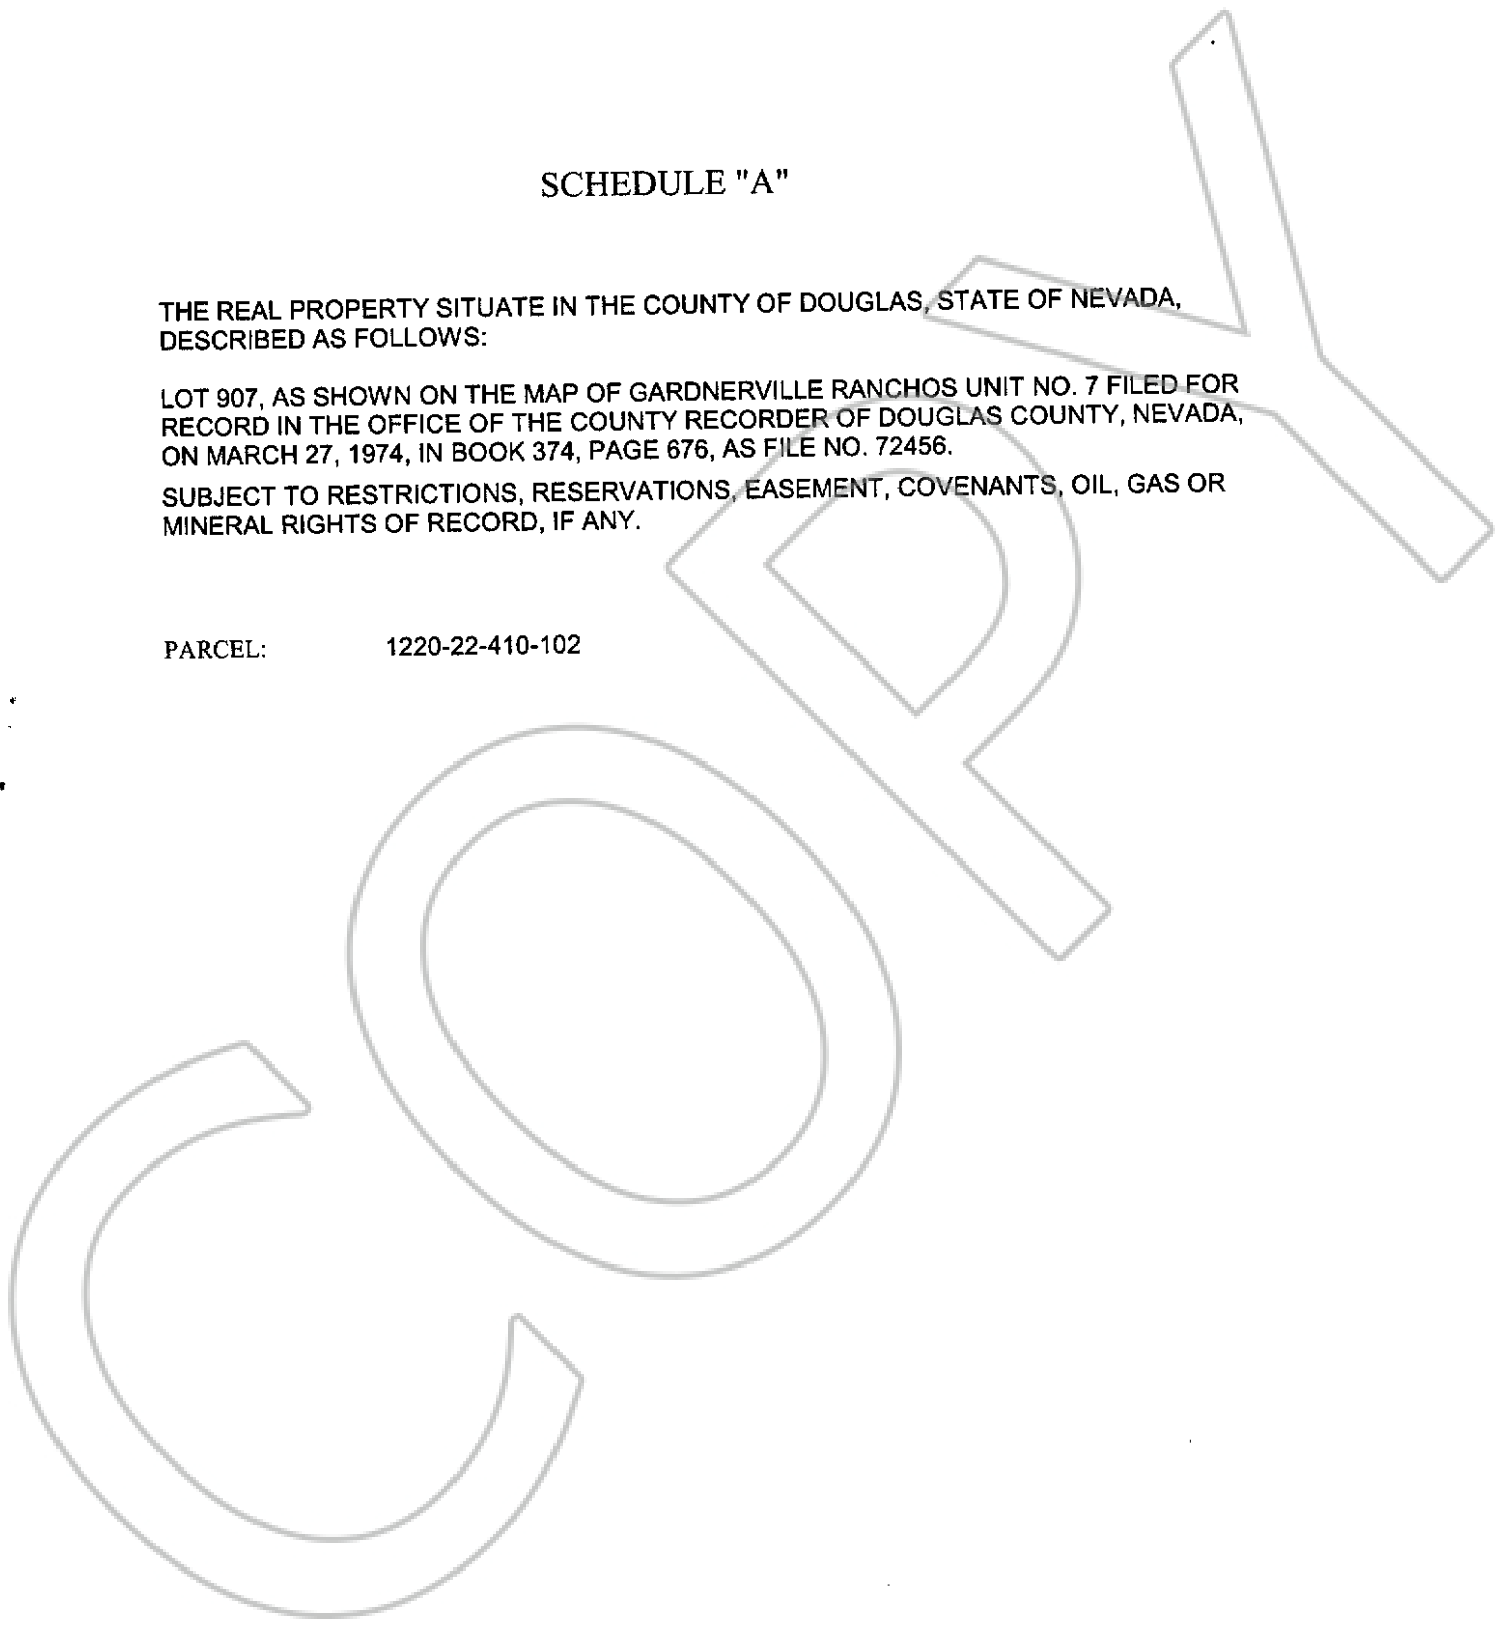 SCHEDULE "A"
THE REAL PROPERTY SITUATE IN THE COUNTY OF DOUGLAS, STATE OF NEVADA,
DESCRIBED AS FOLLOWS:
LOT 907, AS SHOWN ON THE MAP OF GARDNERVILLE RANCHOS UNIT NO. 7 FILED FOR
RECORD IN THE OFFICE OF THE COUNTY RECORDER OF DOUGLAS COUNTY, NEVADA,
ON MARCH 27, 1974, IN BOOK 374, PAGE 676, AS FILE NO. 72456.
SUBJECT TO RESTRICTIONS, RESERVATIONS, EASEMENT, COVENANTS, OIL, GAS OR
MINERAL RIGHTS OF RECORD, IF ANY.
PARCEL: 1220-22-410-102
COPY